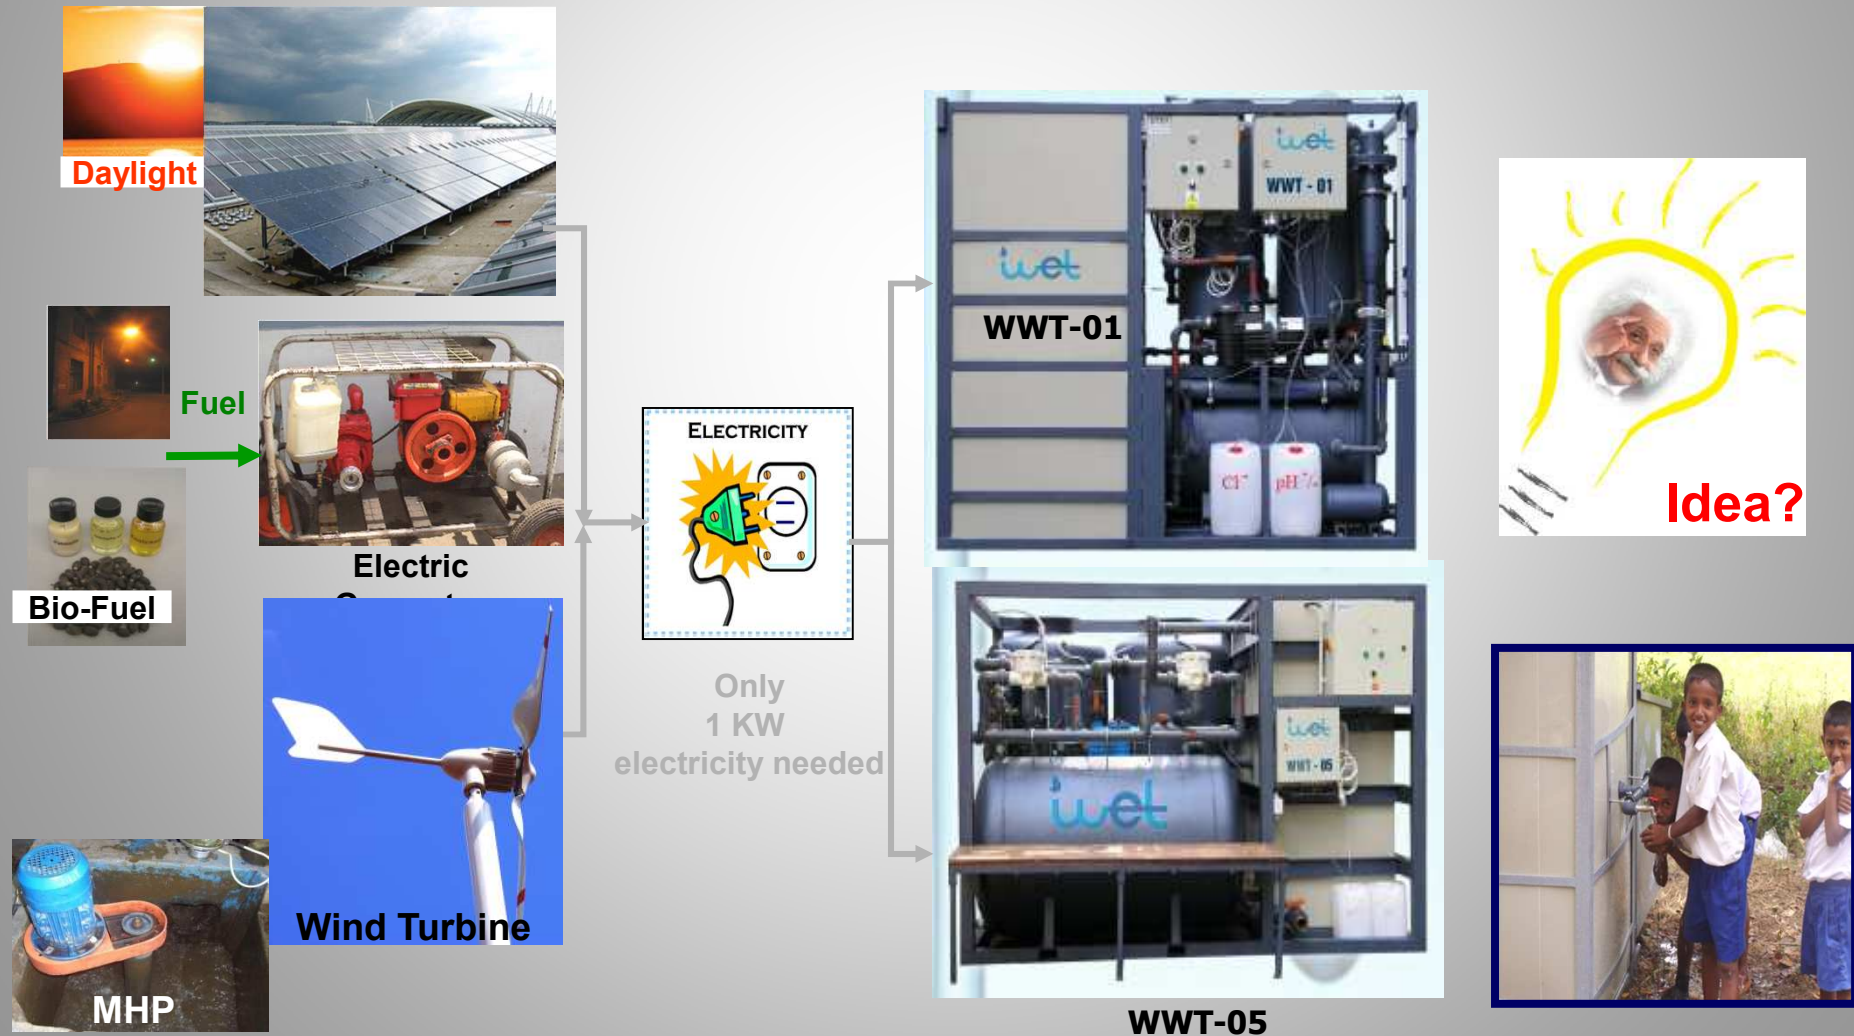 Daylight
Fuel
Bio-Fuel
Electric
Wind Turbine
MHP
ELECTRICITY
Only
1 KW
electricity needed
iwet
WWT - 01
iwet
WWT-01
Cl-
pH-/+
iwet
WWT - 05
iwet
WWT-05
Idea?